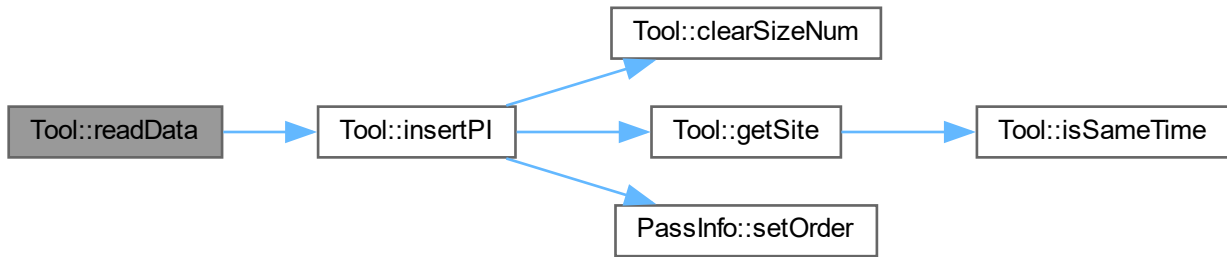 Tool::readData
Tool::insertPI
Tool::clearSizeNum
Tool::getSite
Tool::isSameTime
PassInfo::setOrder